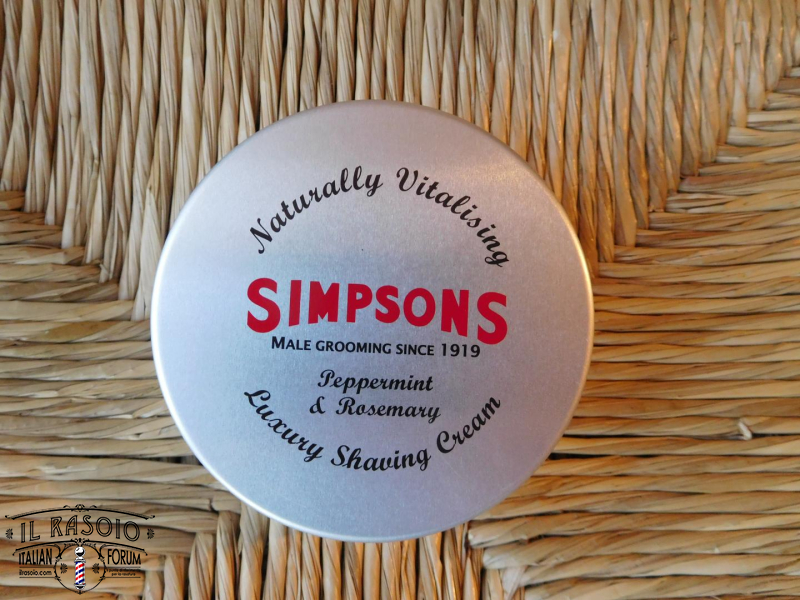 Naturally Vitalising
SIMPSONS
MALE GROOMING SINCE 1919
Peppermint
& Rosemary
Luxury Shaving Cream
IL RASOIO
ITALIAN FORUM
ilrasoio.com